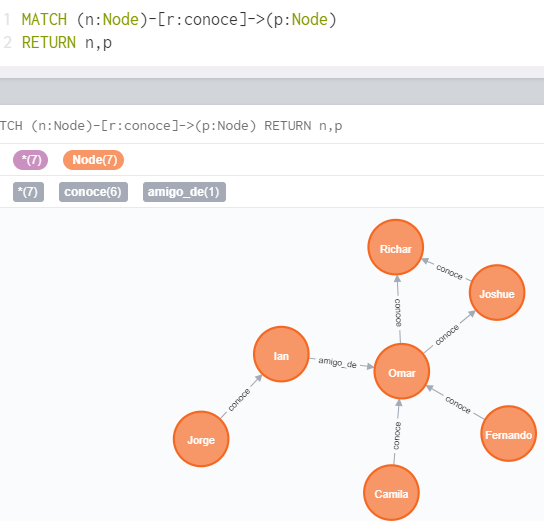 1 MATCH (n:Node)-[r:conoce]->(p:Node)
2 RETURN n,p
TCH (n:Node)-[r:conoce]->(p:Node) RETURN n,p
*(7) Node(7)
*(7) conoce(6) amigo_de(1)
Richar
conoce
Joshue
conoce
conoce
Ian
amigo_de
Omar
conoce
conoce
Jorge
conoce
Fernando
Camila